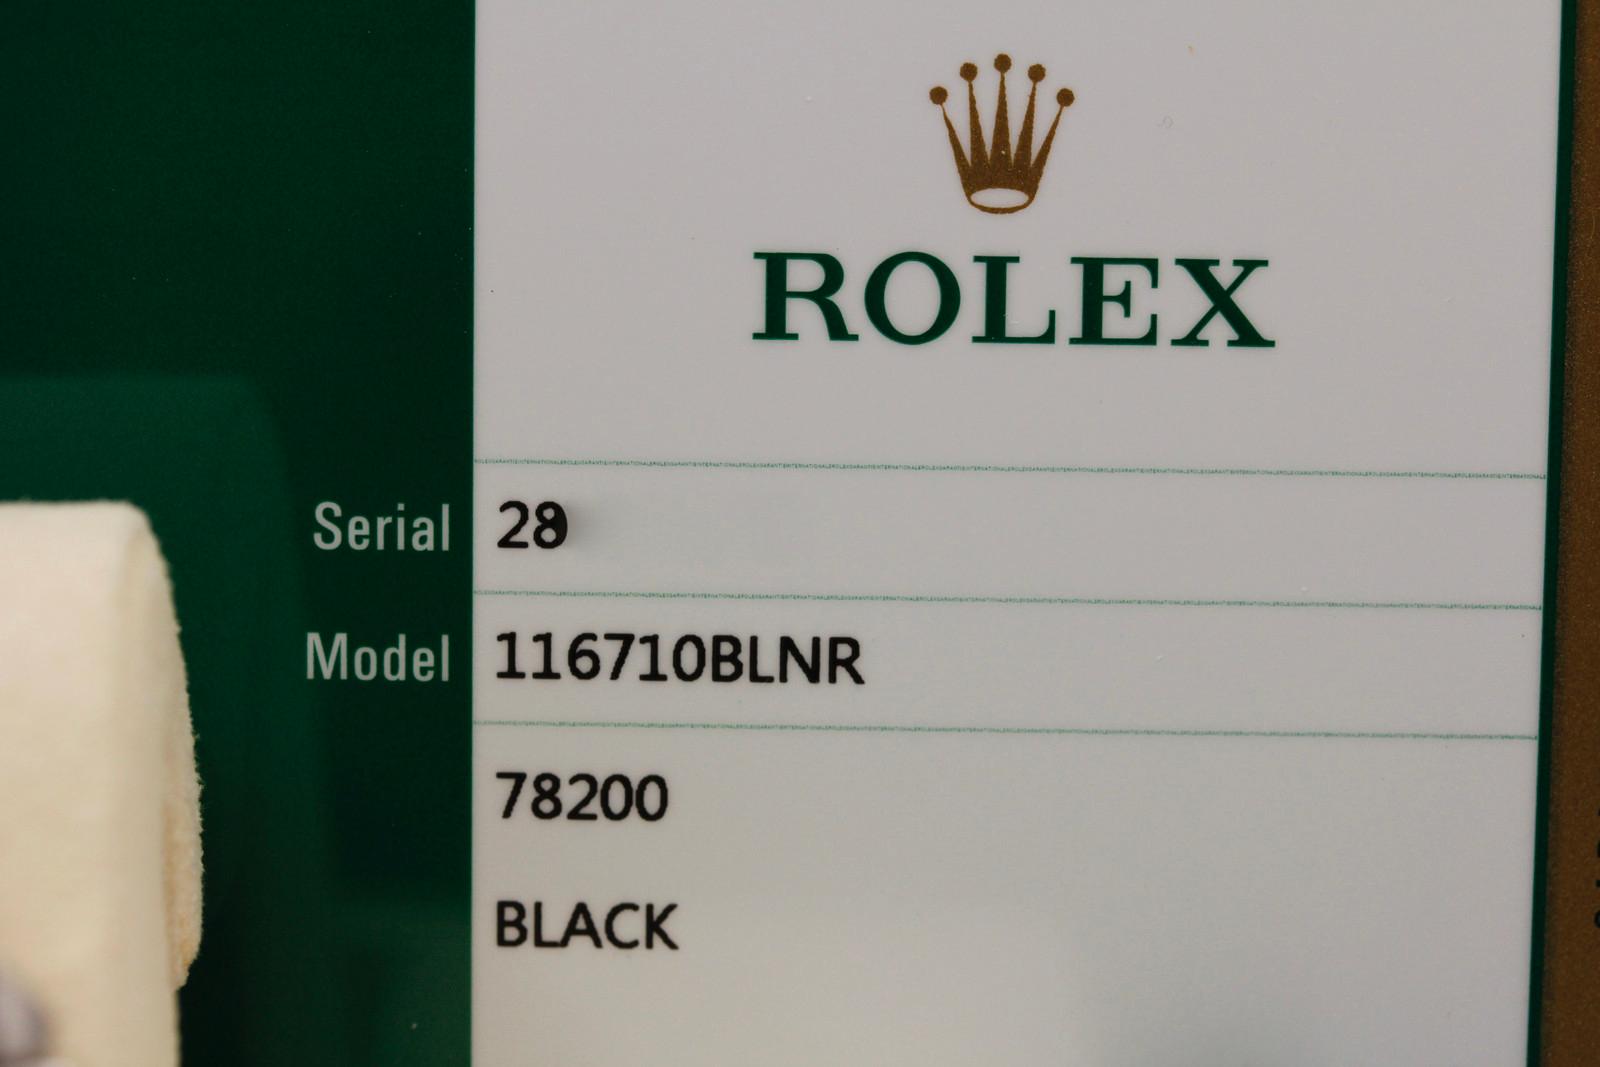 ROLEX
Serial 28
Model 116710BLNR
78200
BLACK